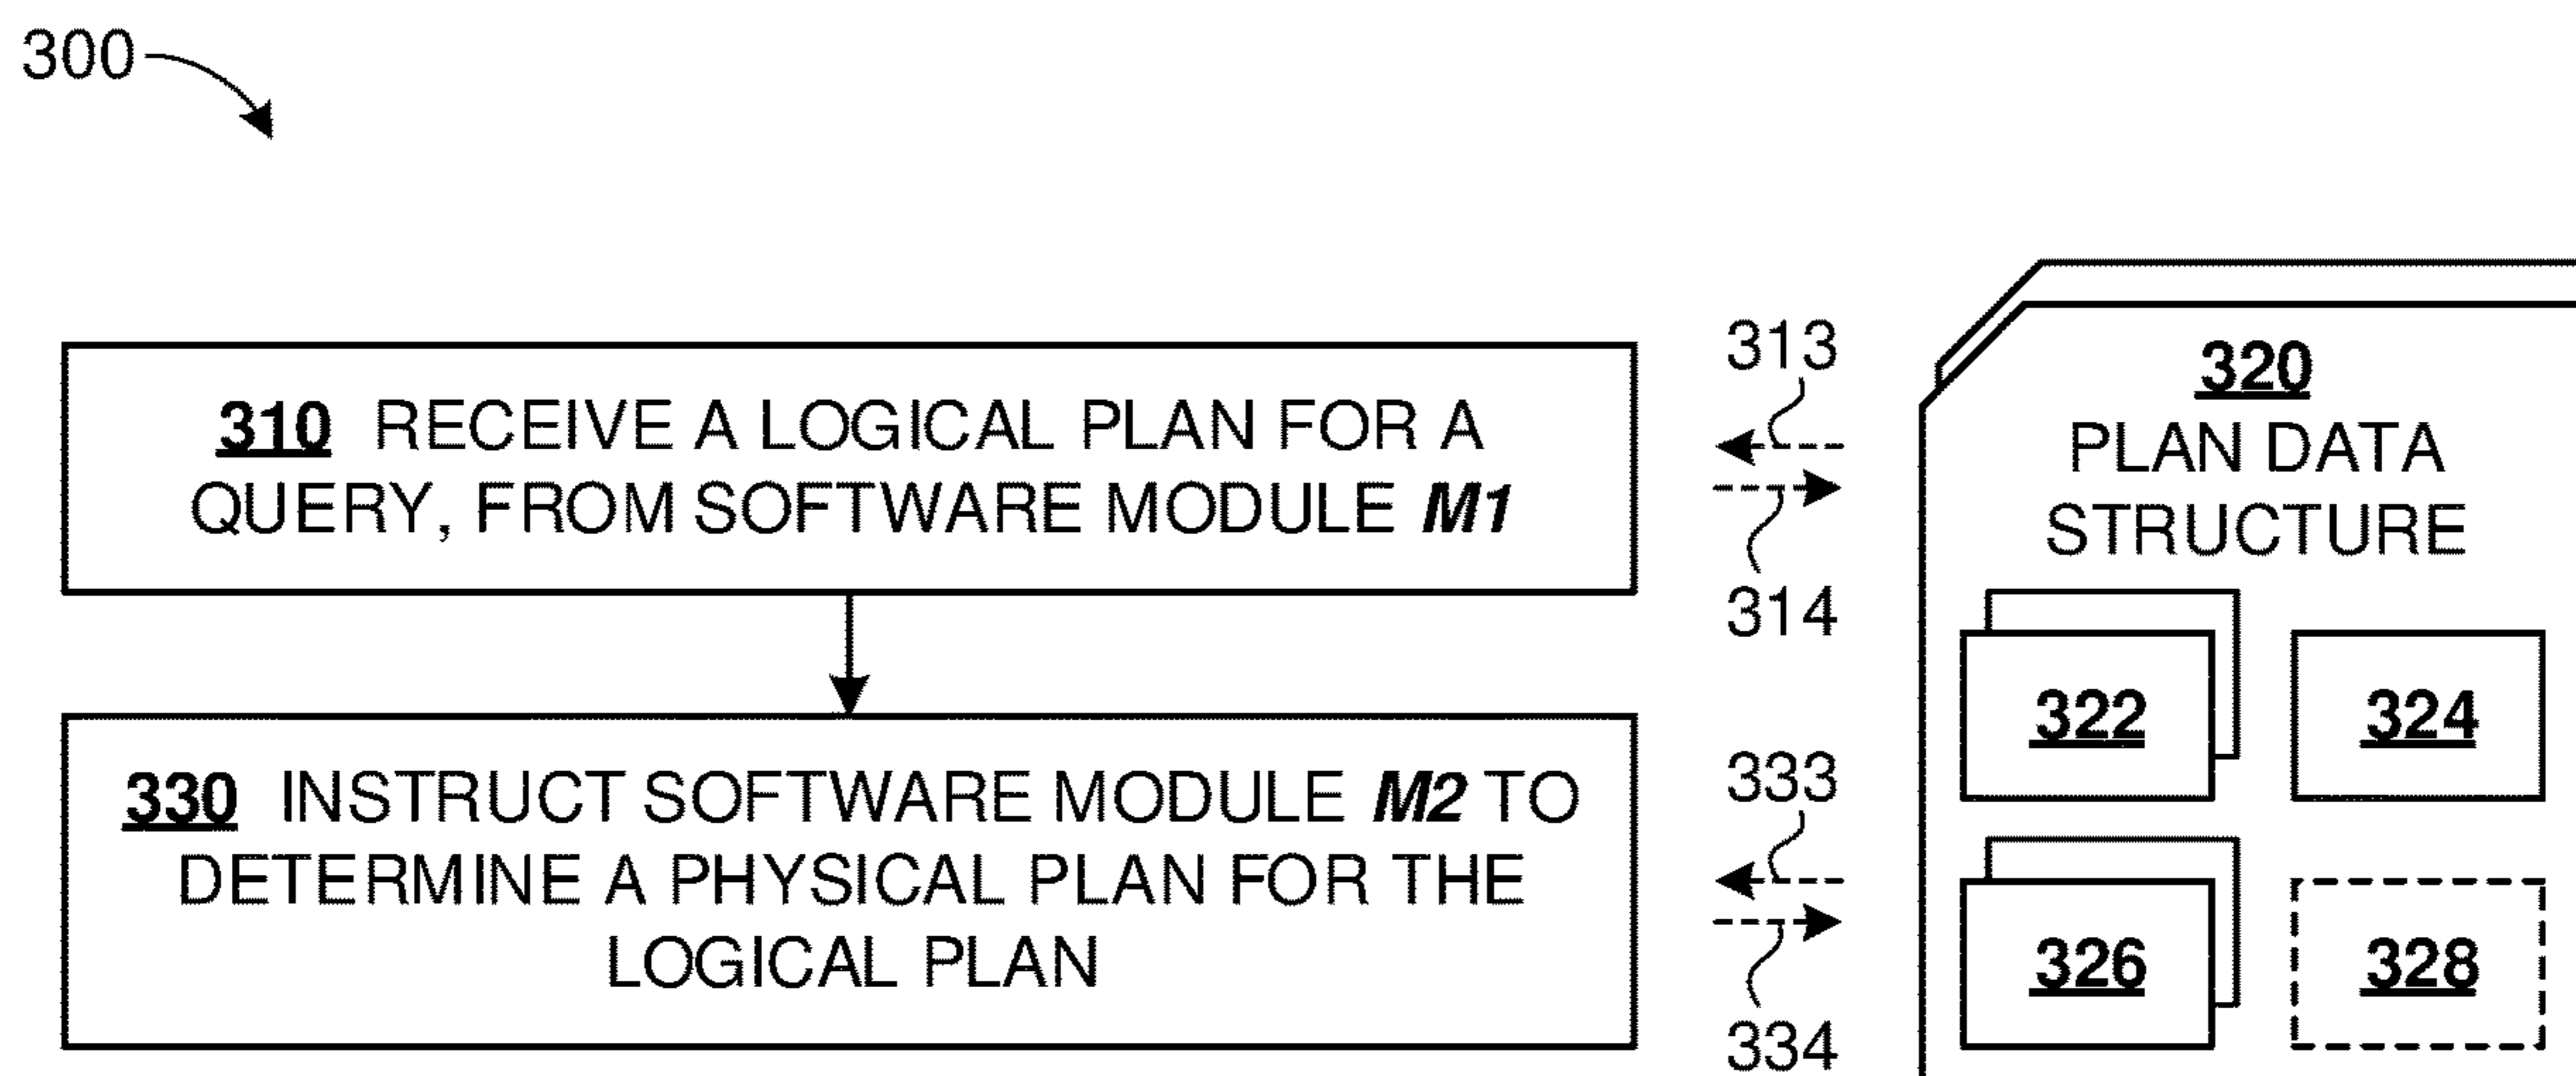 300
310 RECEIVE A LOGICAL PLAN FOR A
QUERY, FROM SOFTWARE MODULE M1
313
314
320
PLAN DATA
STRUCTURE
322
324
330 INSTRUCT SOFTWARE MODULE M2 TO
DETERMINE A PHYSICAL PLAN FOR THE
LOGICAL PLAN
333
334
326
328